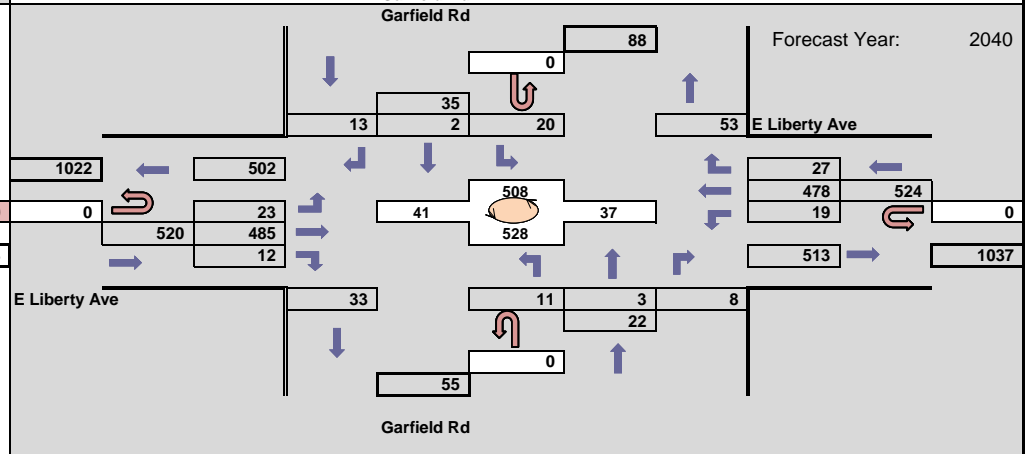 Garfield Rd
88
Forecast Year: 2040
0
35
13 2 20 53 E Liberty Ave
1022 502 27
508 478 524
0 23 41 37 19 0
520 485 528
12 513 1037
E Liberty Ave 33 11 3 8
22
0
55
Garfield Rd